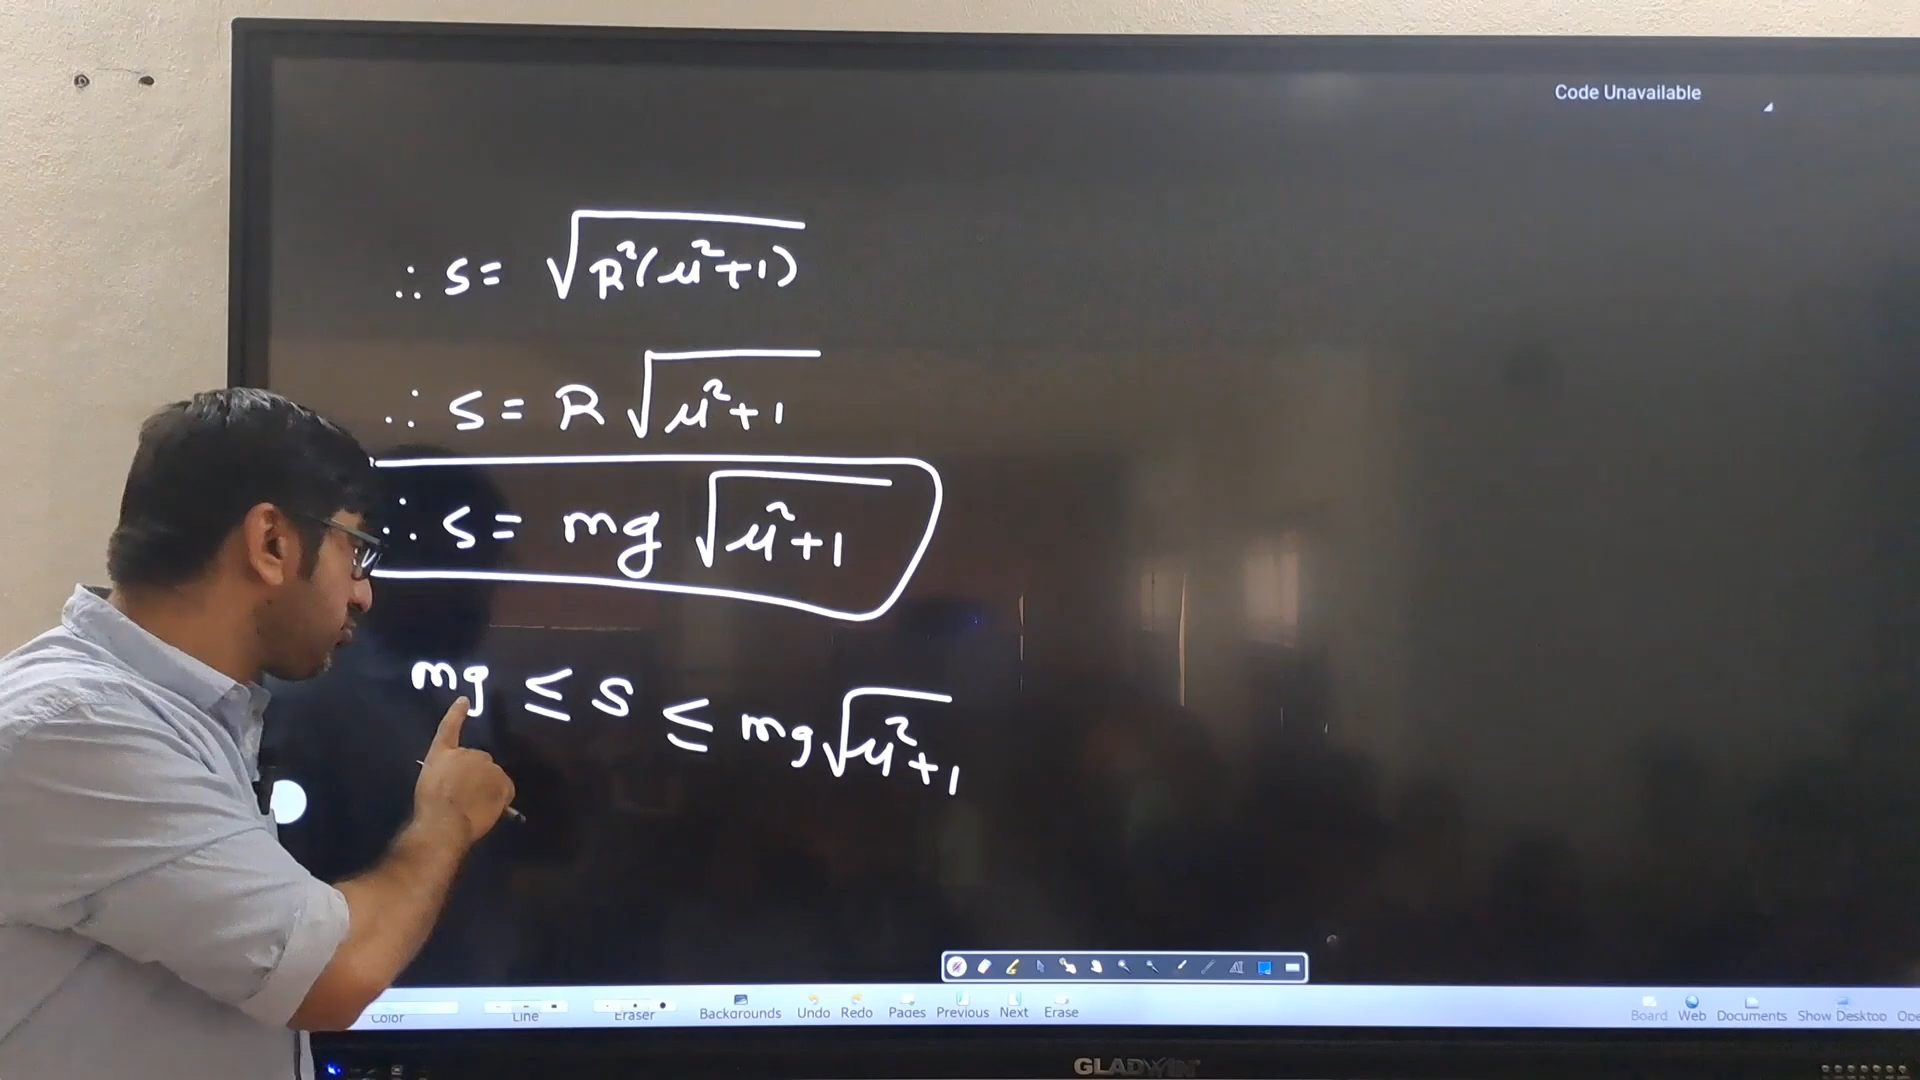 Code Unavailable
∴ S = √(R²(μ²+1))
∴ S = R √(μ²+1)
∴ S = mg √(μ²+1)
mg ≤ S ≤ mg√(μ²+1)
Color Line Eraser Backgrounds Undo Redo Pages Previous Next Erase Board Web Documents Show Desktop
GLADWIN